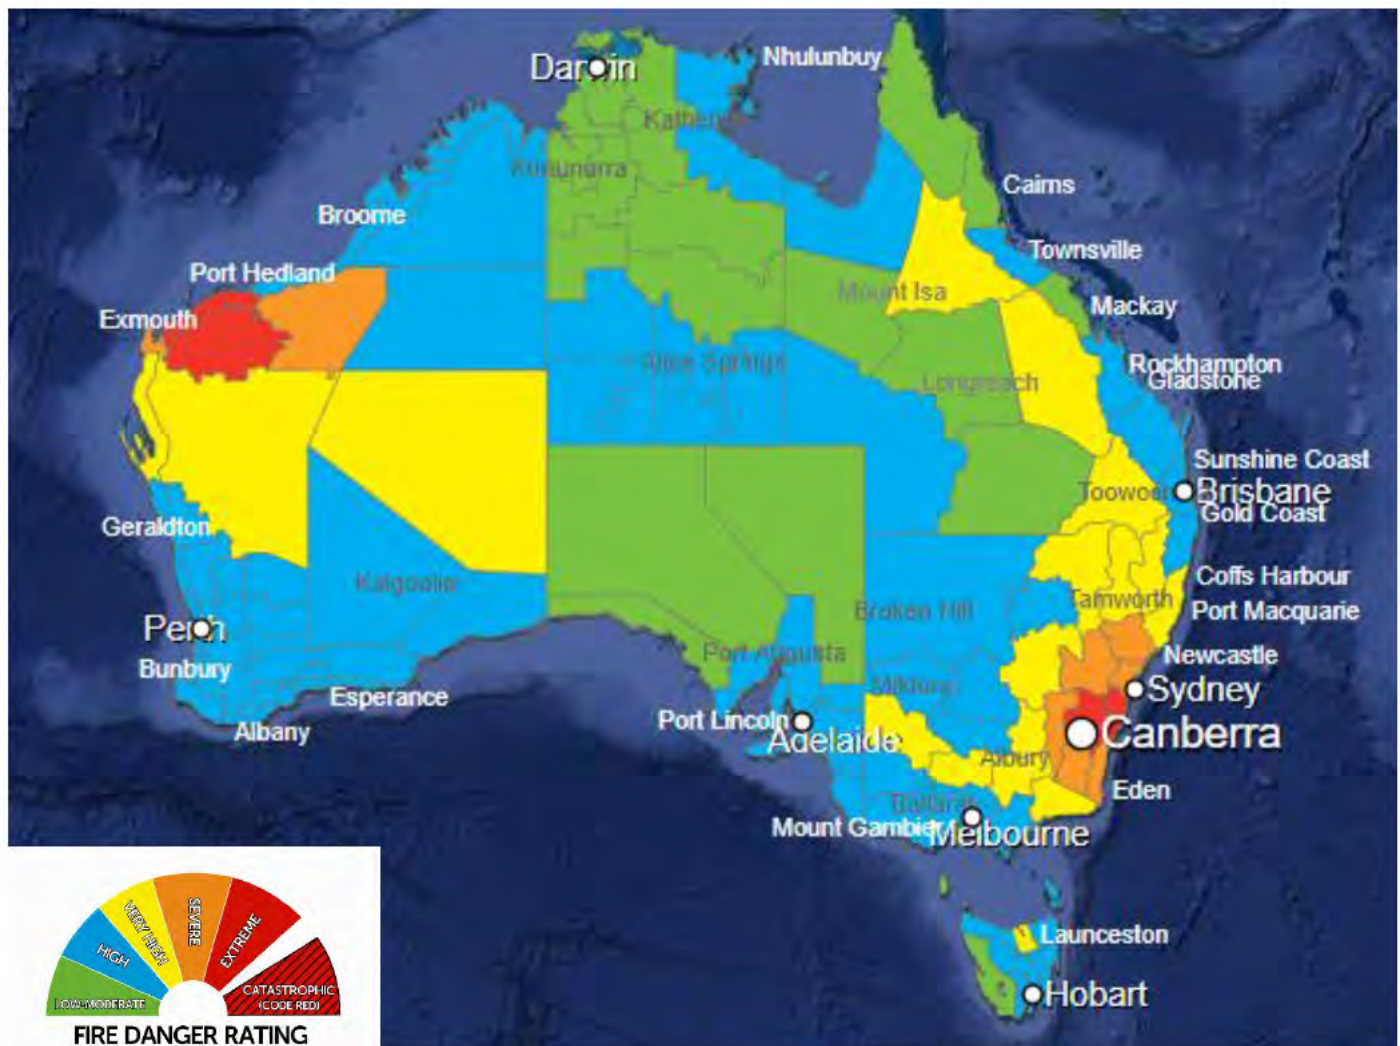 Darwin
Nhulunbuy
Katherine
Kununurra
Cairns
Broome
Townsville
Port Hedland
Mount Isa
Mackay
Exmouth
Alice Springs
Rockhampton
Longreach
Gladstone
Sunshine Coast
Toowoo
Brisbane
Gold Coast
Geraldton
Coffs Harbour
Kalgoolie
Tamworth
Broken Hill
Port Macquarie
Perth
Port Augusta
Newcastle
Bunbury
Mildura
Sydney
Esperance
Port Lincoln
Albany
Canberra
Adelaide
Albury
Eden
Ballarat
Mount Gambier
Melbourne
Launceston
Hobart
LOW-MODERATE
HIGH
VERY HIGH
SEVERE
EXTREME
CATASTROPHIC
(CODE RED)
FIRE DANGER RATING